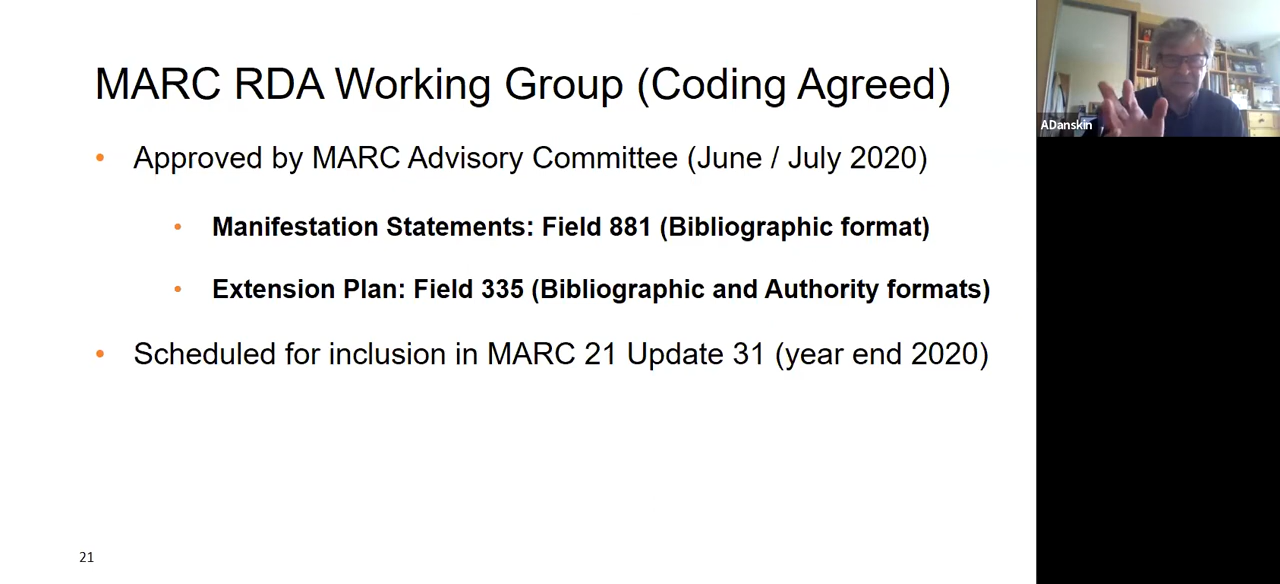 MARC RDA Working Group (Coding Agreed)
• Approved by MARC Advisory Committee (June / July 2020)
• Manifestation Statements: Field 881 (Bibliographic format)
• Extension Plan: Field 335 (Bibliographic and Authority formats)
• Scheduled for inclusion in MARC 21 Update 31 (year end 2020)
21
ADanskin